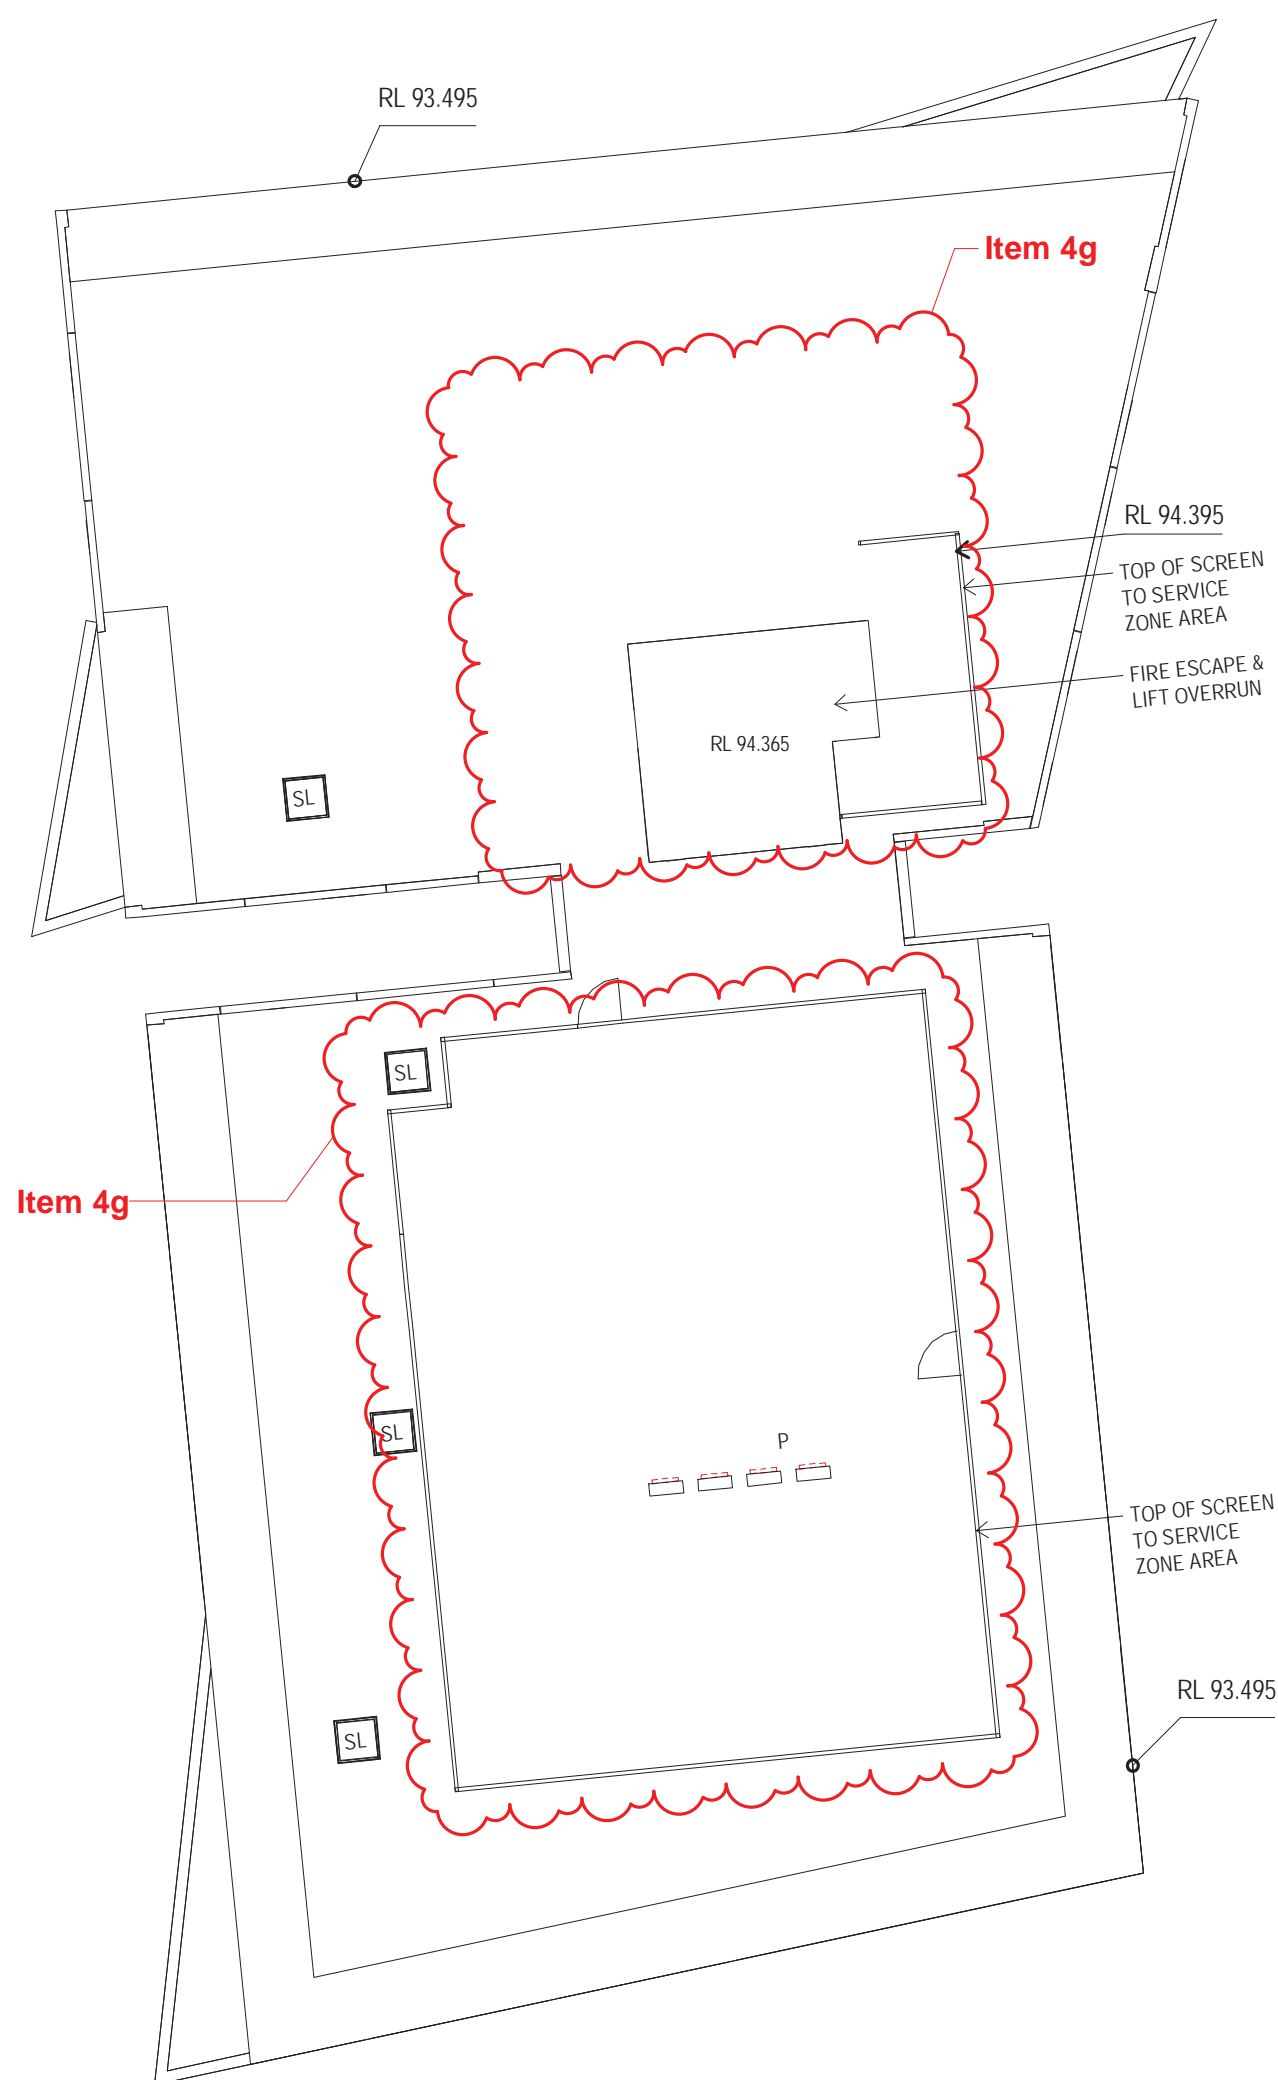 RL 93.495
Item 4g
RL 94.395
TOP OF SCREEN
TO SERVICE
ZONE AREA
FIRE ESCAPE &
LIFT OVERRUN
RL 94.365
SL
SL
Item 4g
SL
P
TOP OF SCREEN
TO SERVICE
ZONE AREA
RL 93.495
SL